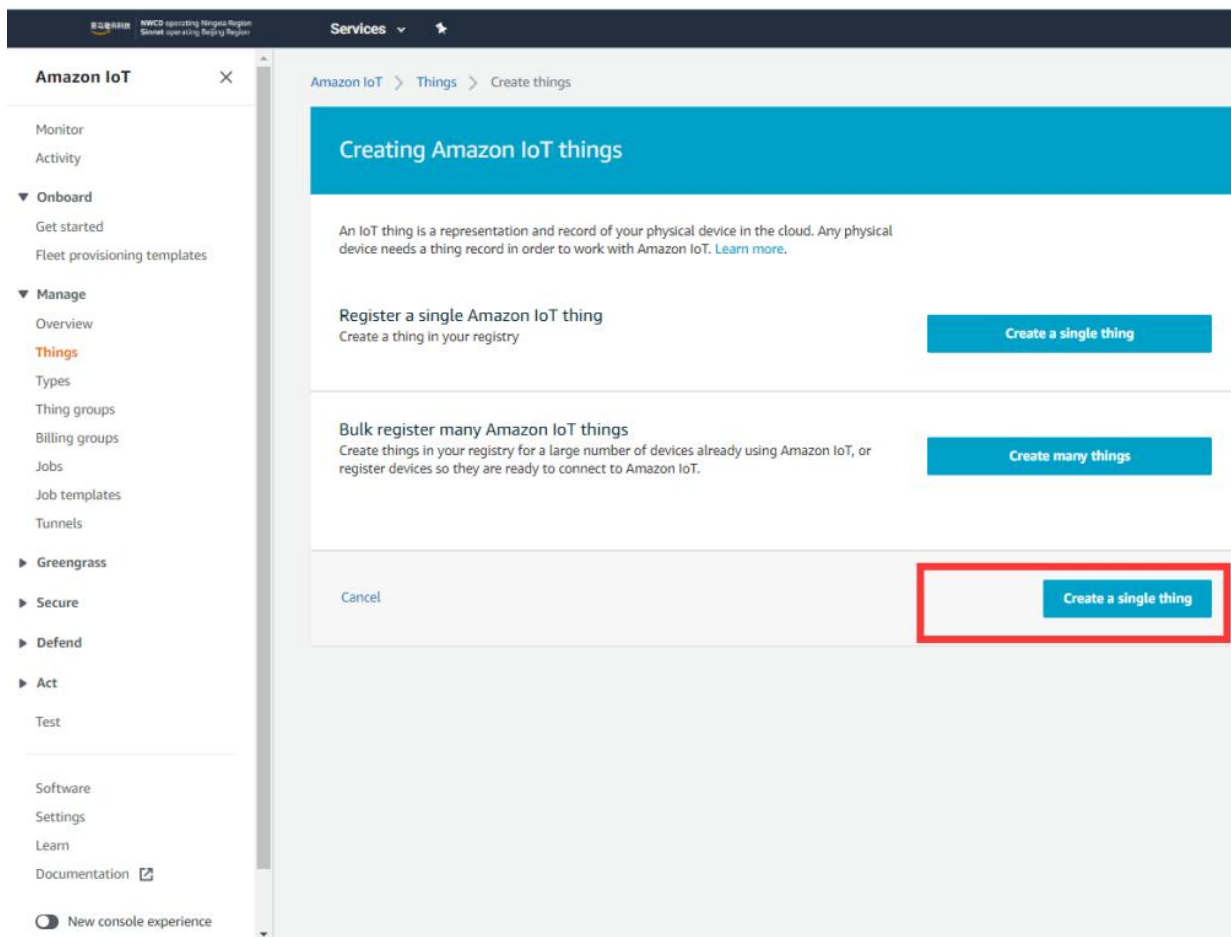 NWCD operating Ningxia Region
Sinnet operating Beijing Region
Services
Amazon IoT
Monitor
Activity
Onboard
Get started
Fleet provisioning templates
Manage
Overview
Things
Types
Thing groups
Billing groups
Jobs
Job templates
Tunnels
Greengrass
Secure
Defend
Act
Test
Software
Settings
Learn
Documentation
New console experience
Amazon IoT > Things > Create things
Creating Amazon IoT things
An IoT thing is a representation and record of your physical device in the cloud. Any physical
device needs a thing record in order to work with Amazon IoT. Learn more.
Register a single Amazon IoT thing
Create a thing in your registry
Create a single thing
Bulk register many Amazon IoT things
Create things in your registry for a large number of devices already using Amazon IoT, or
register devices so they are ready to connect to Amazon IoT.
Create many things
Cancel
Create a single thing